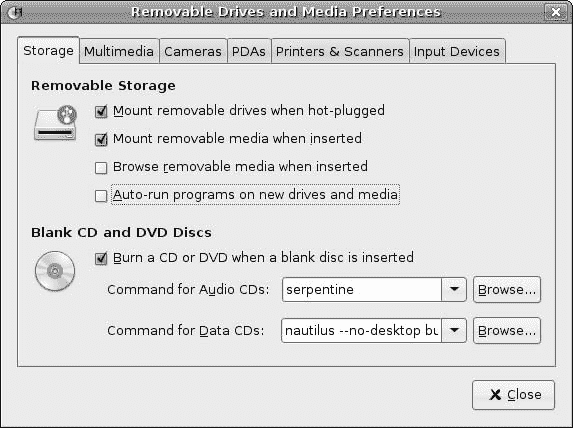 Removable Drives and Media Preferences
Storage Multimedia Cameras PDAs Printers & Scanners Input Devices
Removable Storage
Mount removable drives when hot-plugged
Mount removable media when inserted
Browse removable media when inserted
Auto-run programs on new drives and media
Blank CD and DVD Discs
Burn a CD or DVD when a blank disc is inserted
Command for Audio CDs: serpentine Browse...
Command for Data CDs: nautilus --no-desktop bu Browse...
Close